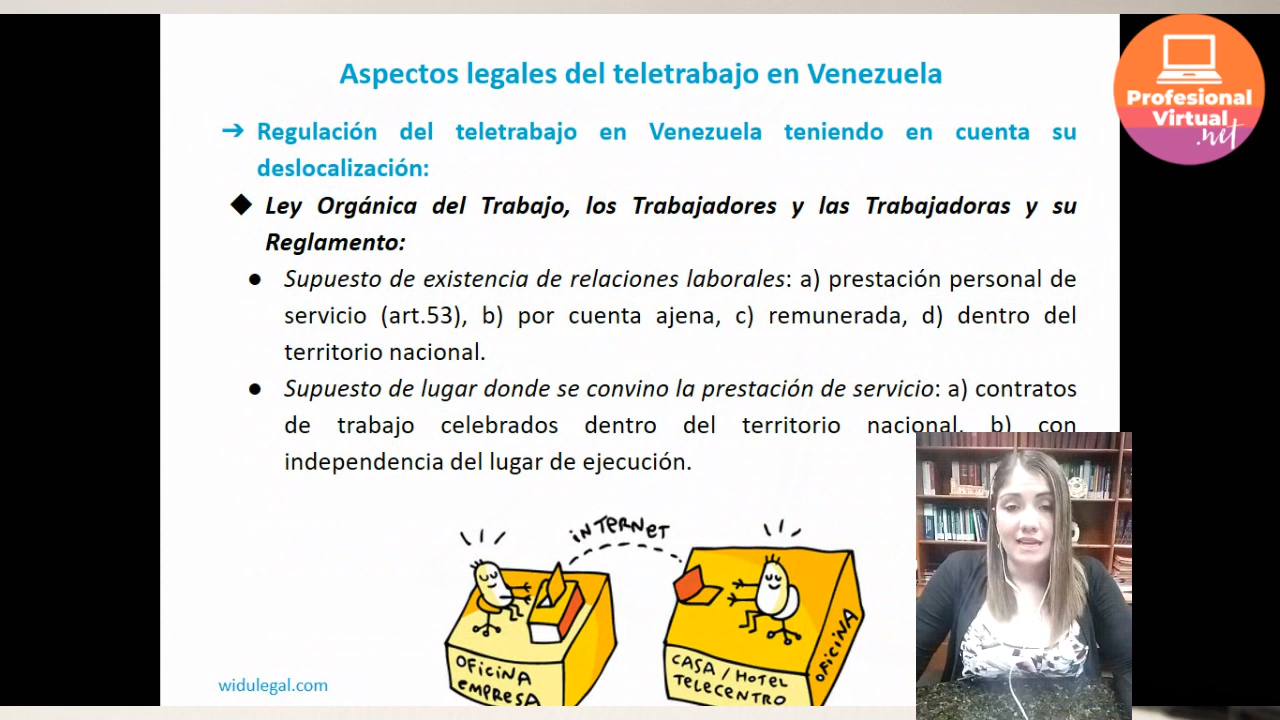 Aspectos legales del teletrabajo en Venezuela
Profesional
Virtual
.net
➔ Regulación del teletrabajo en Venezuela teniendo en cuenta su
deslocalización:
◆ Ley Orgánica del Trabajo, los Trabajadores y las Trabajadoras y su
Reglamento:
● Supuesto de existencia de relaciones laborales: a) prestación personal de
servicio (art.53), b) por cuenta ajena, c) remunerada, d) dentro del
territorio nacional.
● Supuesto de lugar donde se convino la prestación de servicio: a) contratos
de trabajo celebrados dentro del territorio nacional, b) con
independencia del lugar de ejecución.
iNTERNET
OFiCiNA
EMPRESA
CASA / HOTEL
TELECENTRO
OFiCiNA
widulegal.com